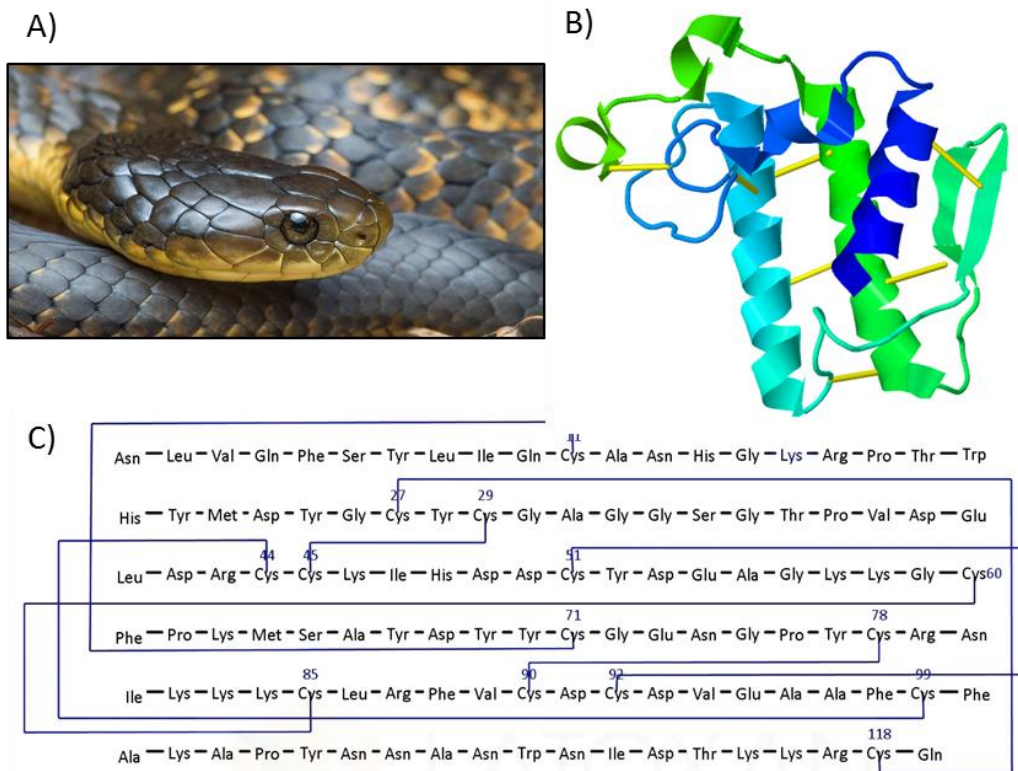 A)
B)
C)
11
Asn Leu Val Gln Phe Ser Tyr Leu Ile Gln Cys Ala Asn His Gly Lys Arg Pro Thr Trp
27 29
His Tyr Met Asp Tyr Gly Cys Tyr Cys Gly Ala Gly Gly Ser Gly Thr Pro Val Asp Glu
44 45 51
Leu Asp Arg Cys Cys Lys Ile His Asp Asp Cys Tyr Asp Glu Ala Gly Lys Lys Gly Cys 60
71 78
Phe Pro Lys Met Ser Ala Tyr Asp Tyr Tyr Cys Gly Glu Asn Gly Pro Tyr Cys Arg Asn
85 90 92 99
Ile Lys Lys Lys Cys Leu Arg Phe Val Cys Asp Cys Asp Val Glu Ala Ala Phe Cys Phe
118
Ala Lys Ala Pro Tyr Asn Asn Ala Asn Trp Asn Ile Asp Thr Lys Lys Arg Cys Gln